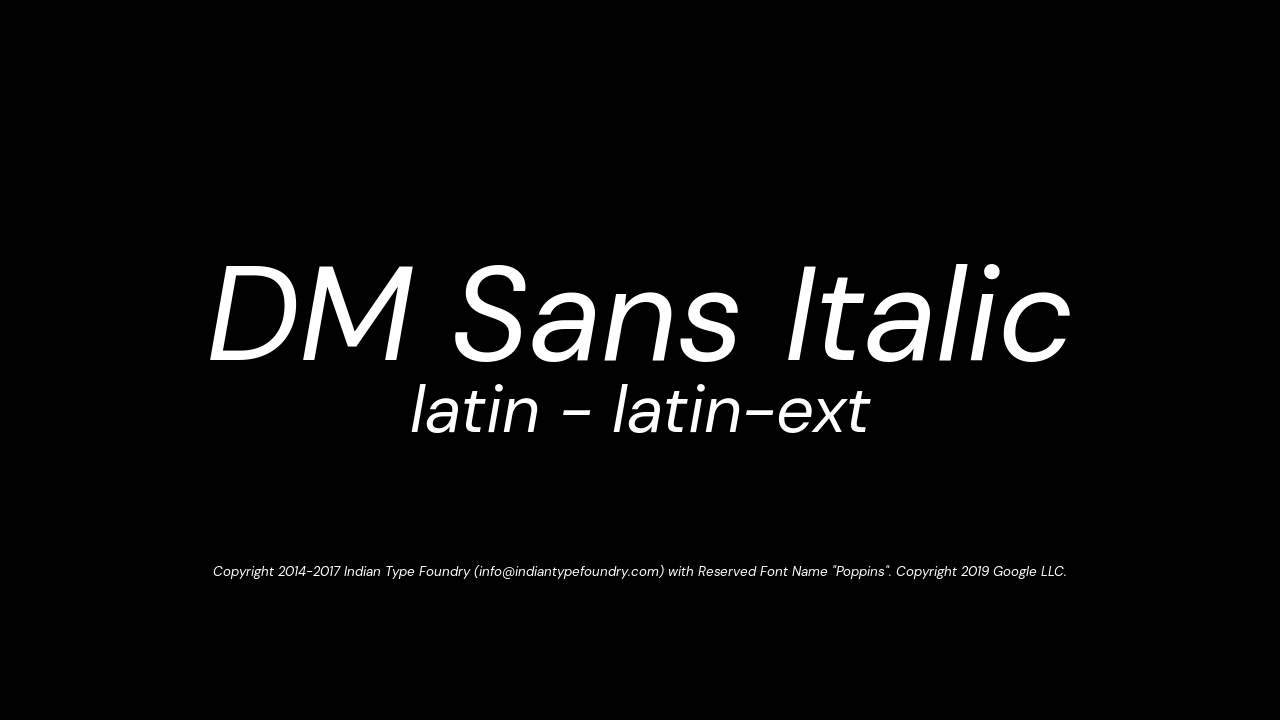 DM Sans Italic
latin - latin-ext
Copyright 2014-2017 Indian Type Foundry (info@indiantypefoundry.com) with Reserved Font Name "Poppins". Copyright 2019 Google LLC.